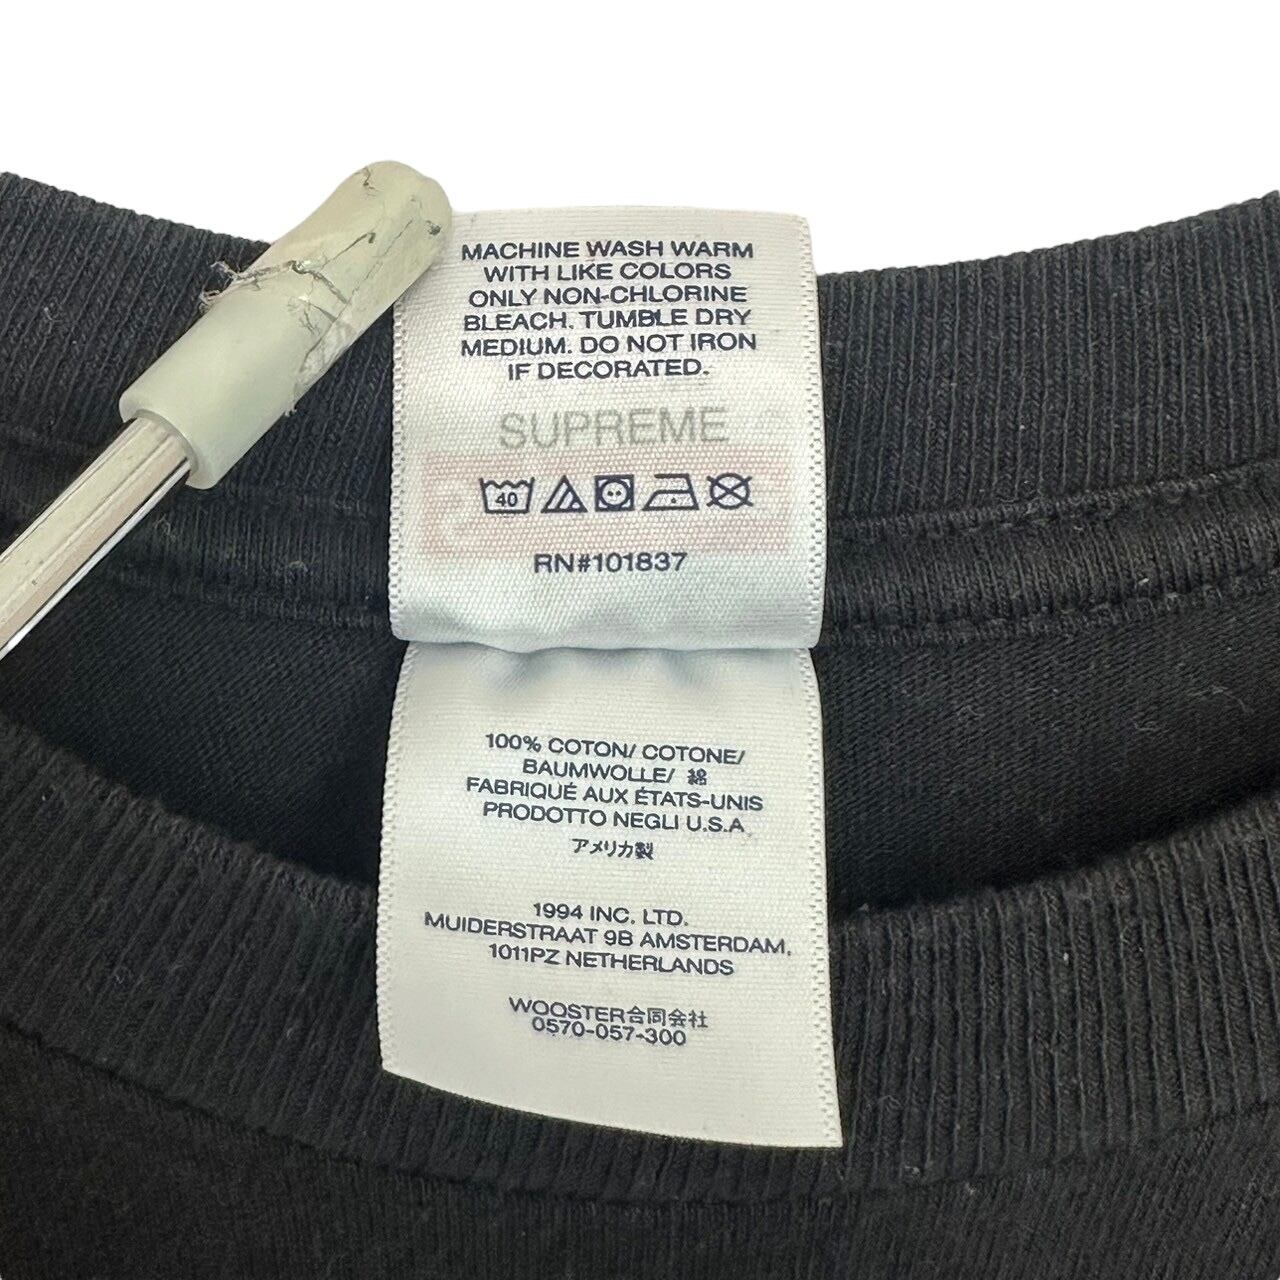 MACHINE WASH WARM
WITH LIKE COLORS
ONLY NON-CHLORINE
BLEACH. TUMBLE DRY
MEDIUM. DO NOT IRON
IF DECORATED.
SUPREME
40
RN#101837
100% COTON/ COTONE/
BAUMWOLLE/ 綿
FABRIQUÉ AUX ÉTATS-UNIS
PRODOTTO NEGLI U.S.A
アメリカ製
1994 INC. LTD.
MUIDERSTRAAT 9B AMSTERDAM,
1011PZ NETHERLANDS
WOOSTER合同会社
0570-057-300